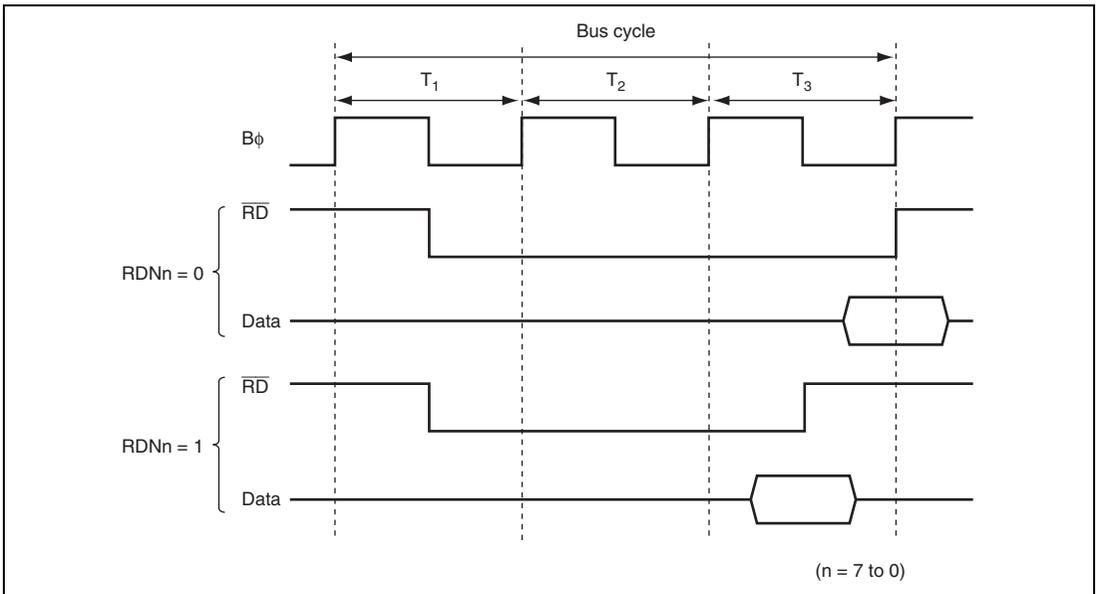 Bus cycle
T1 T2 T3
Bϕ
RD
RDNn = 0
Data
RD
RDNn = 1
Data
(n = 7 to 0)